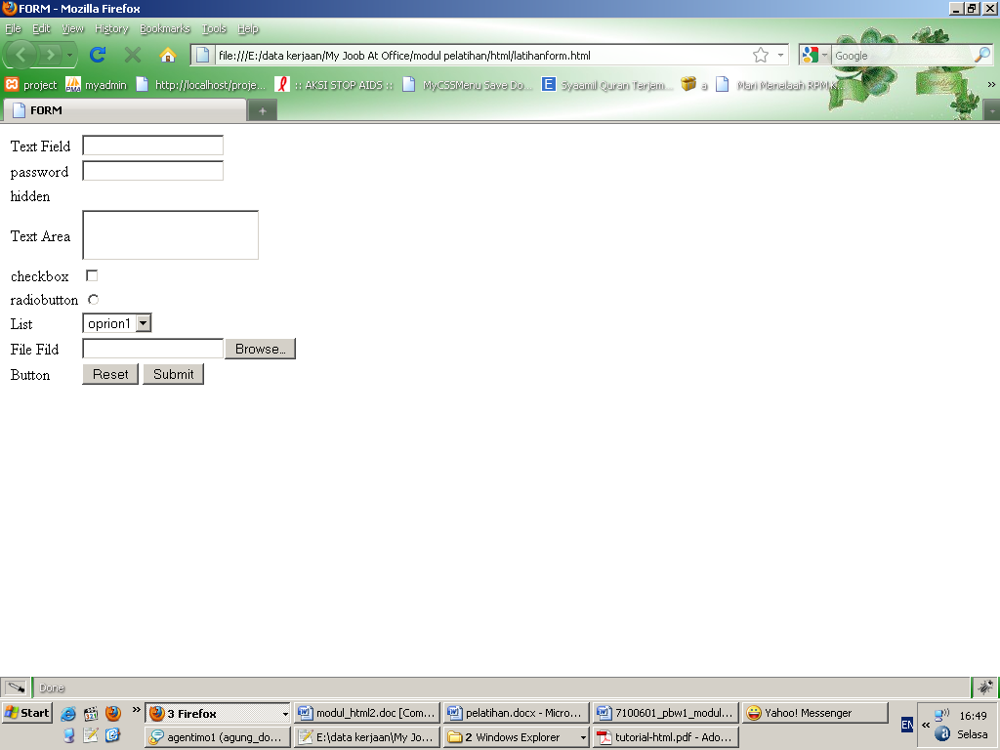 FORM - Mozilla Firefox
File Edit View History Bookmarks Tools Help
file:///E:/data kerjaan/My Joob At Office/modul pelatihan/html/latihanform.html
Google
project myadmin http://localhost/proje... :: AKSI STOP AIDS :: MyCSSMenu Save Do... Syaamil Quran Terjem... a Mari Menelaah RPM K...
FORM
Text Field
password
hidden
Text Area
checkbox
radiobutton
List oprion1
File Fild Browse...
Button Reset Submit
Done
Start 3 Firefox modul_html2.doc [Com... pelatihan.docx - Micro... 7100601_pbw1_modul... Yahoo! Messenger
agentimo1 (agung_do... E:\data kerjaan\My Jo... 2 Windows Explorer tutorial-html.pdf - Ado...
EN
16:49
Selasa